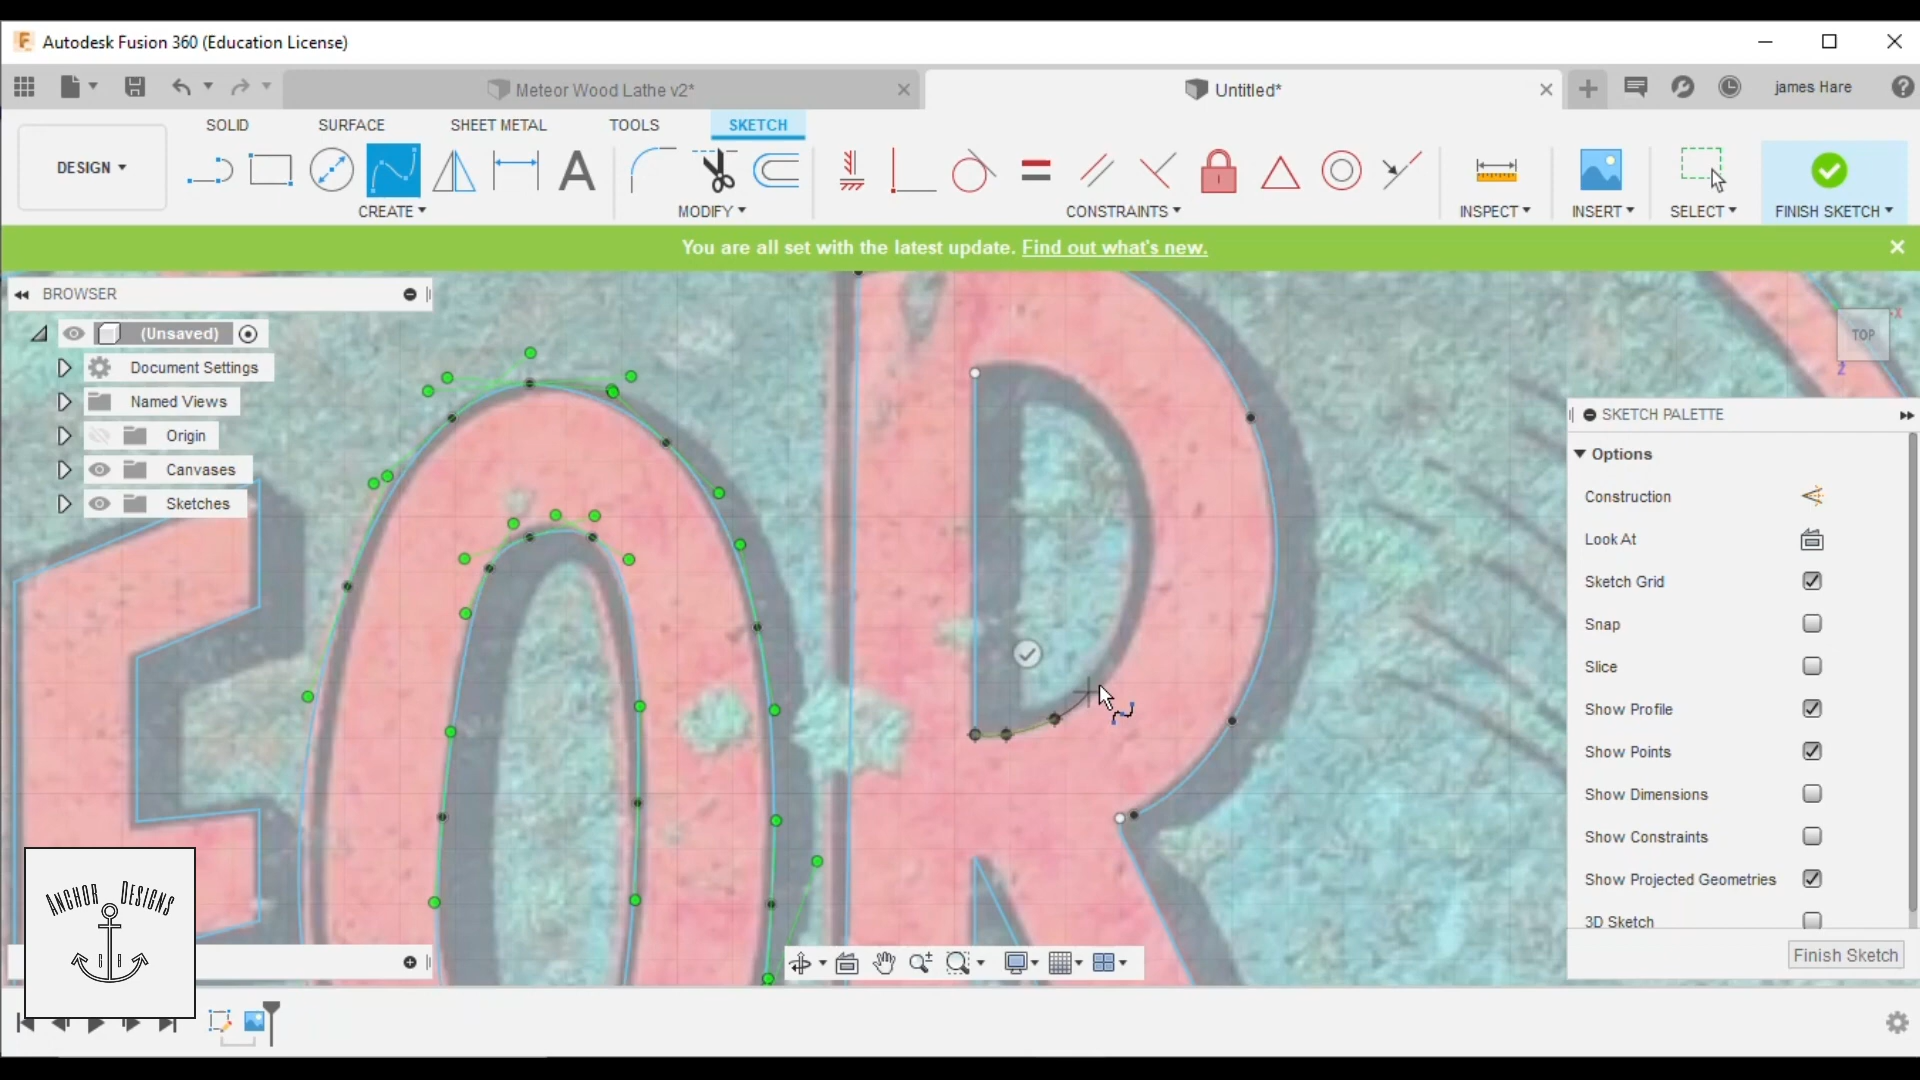 Autodesk Fusion 360 (Education License)
Meteor Wood Lathe v2*
Untitled*
james Hare
SOLID
SURFACE
SHEET METAL
TOOLS
SKETCH
DESIGN
CREATE
MODIFY
CONSTRAINTS
INSPECT
INSERT
SELECT
FINISH SKETCH
You are all set with the latest update. Find out what's new.
BROWSER
(Unsaved)
Document Settings
Named Views
Origin
Canvases
Sketches
EOR
TOP
X
Z
SKETCH PALETTE
Options
Construction
Look At
Sketch Grid
Snap
Slice
Show Profile
Show Points
Show Dimensions
Show Constraints
Show Projected Geometries
3D Sketch
Finish Sketch
ANCHOR DESIGNS